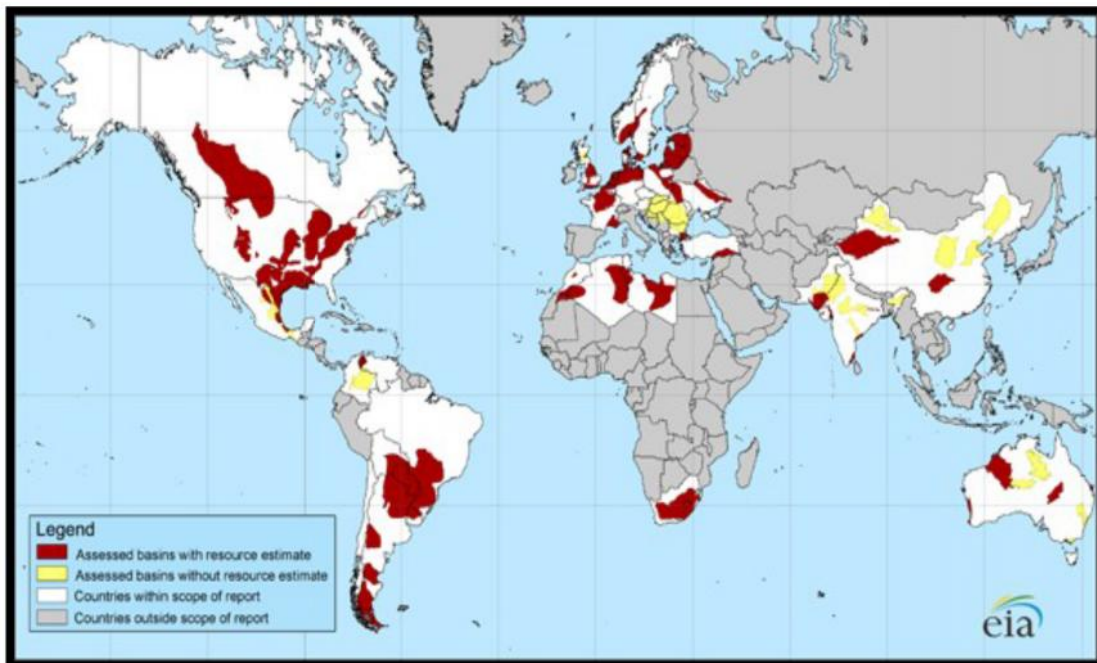 Legend
Assessed basins with resource estimate
Assessed basins without resource estimate
Countries within scope of report
Countries outside scope of report
eia